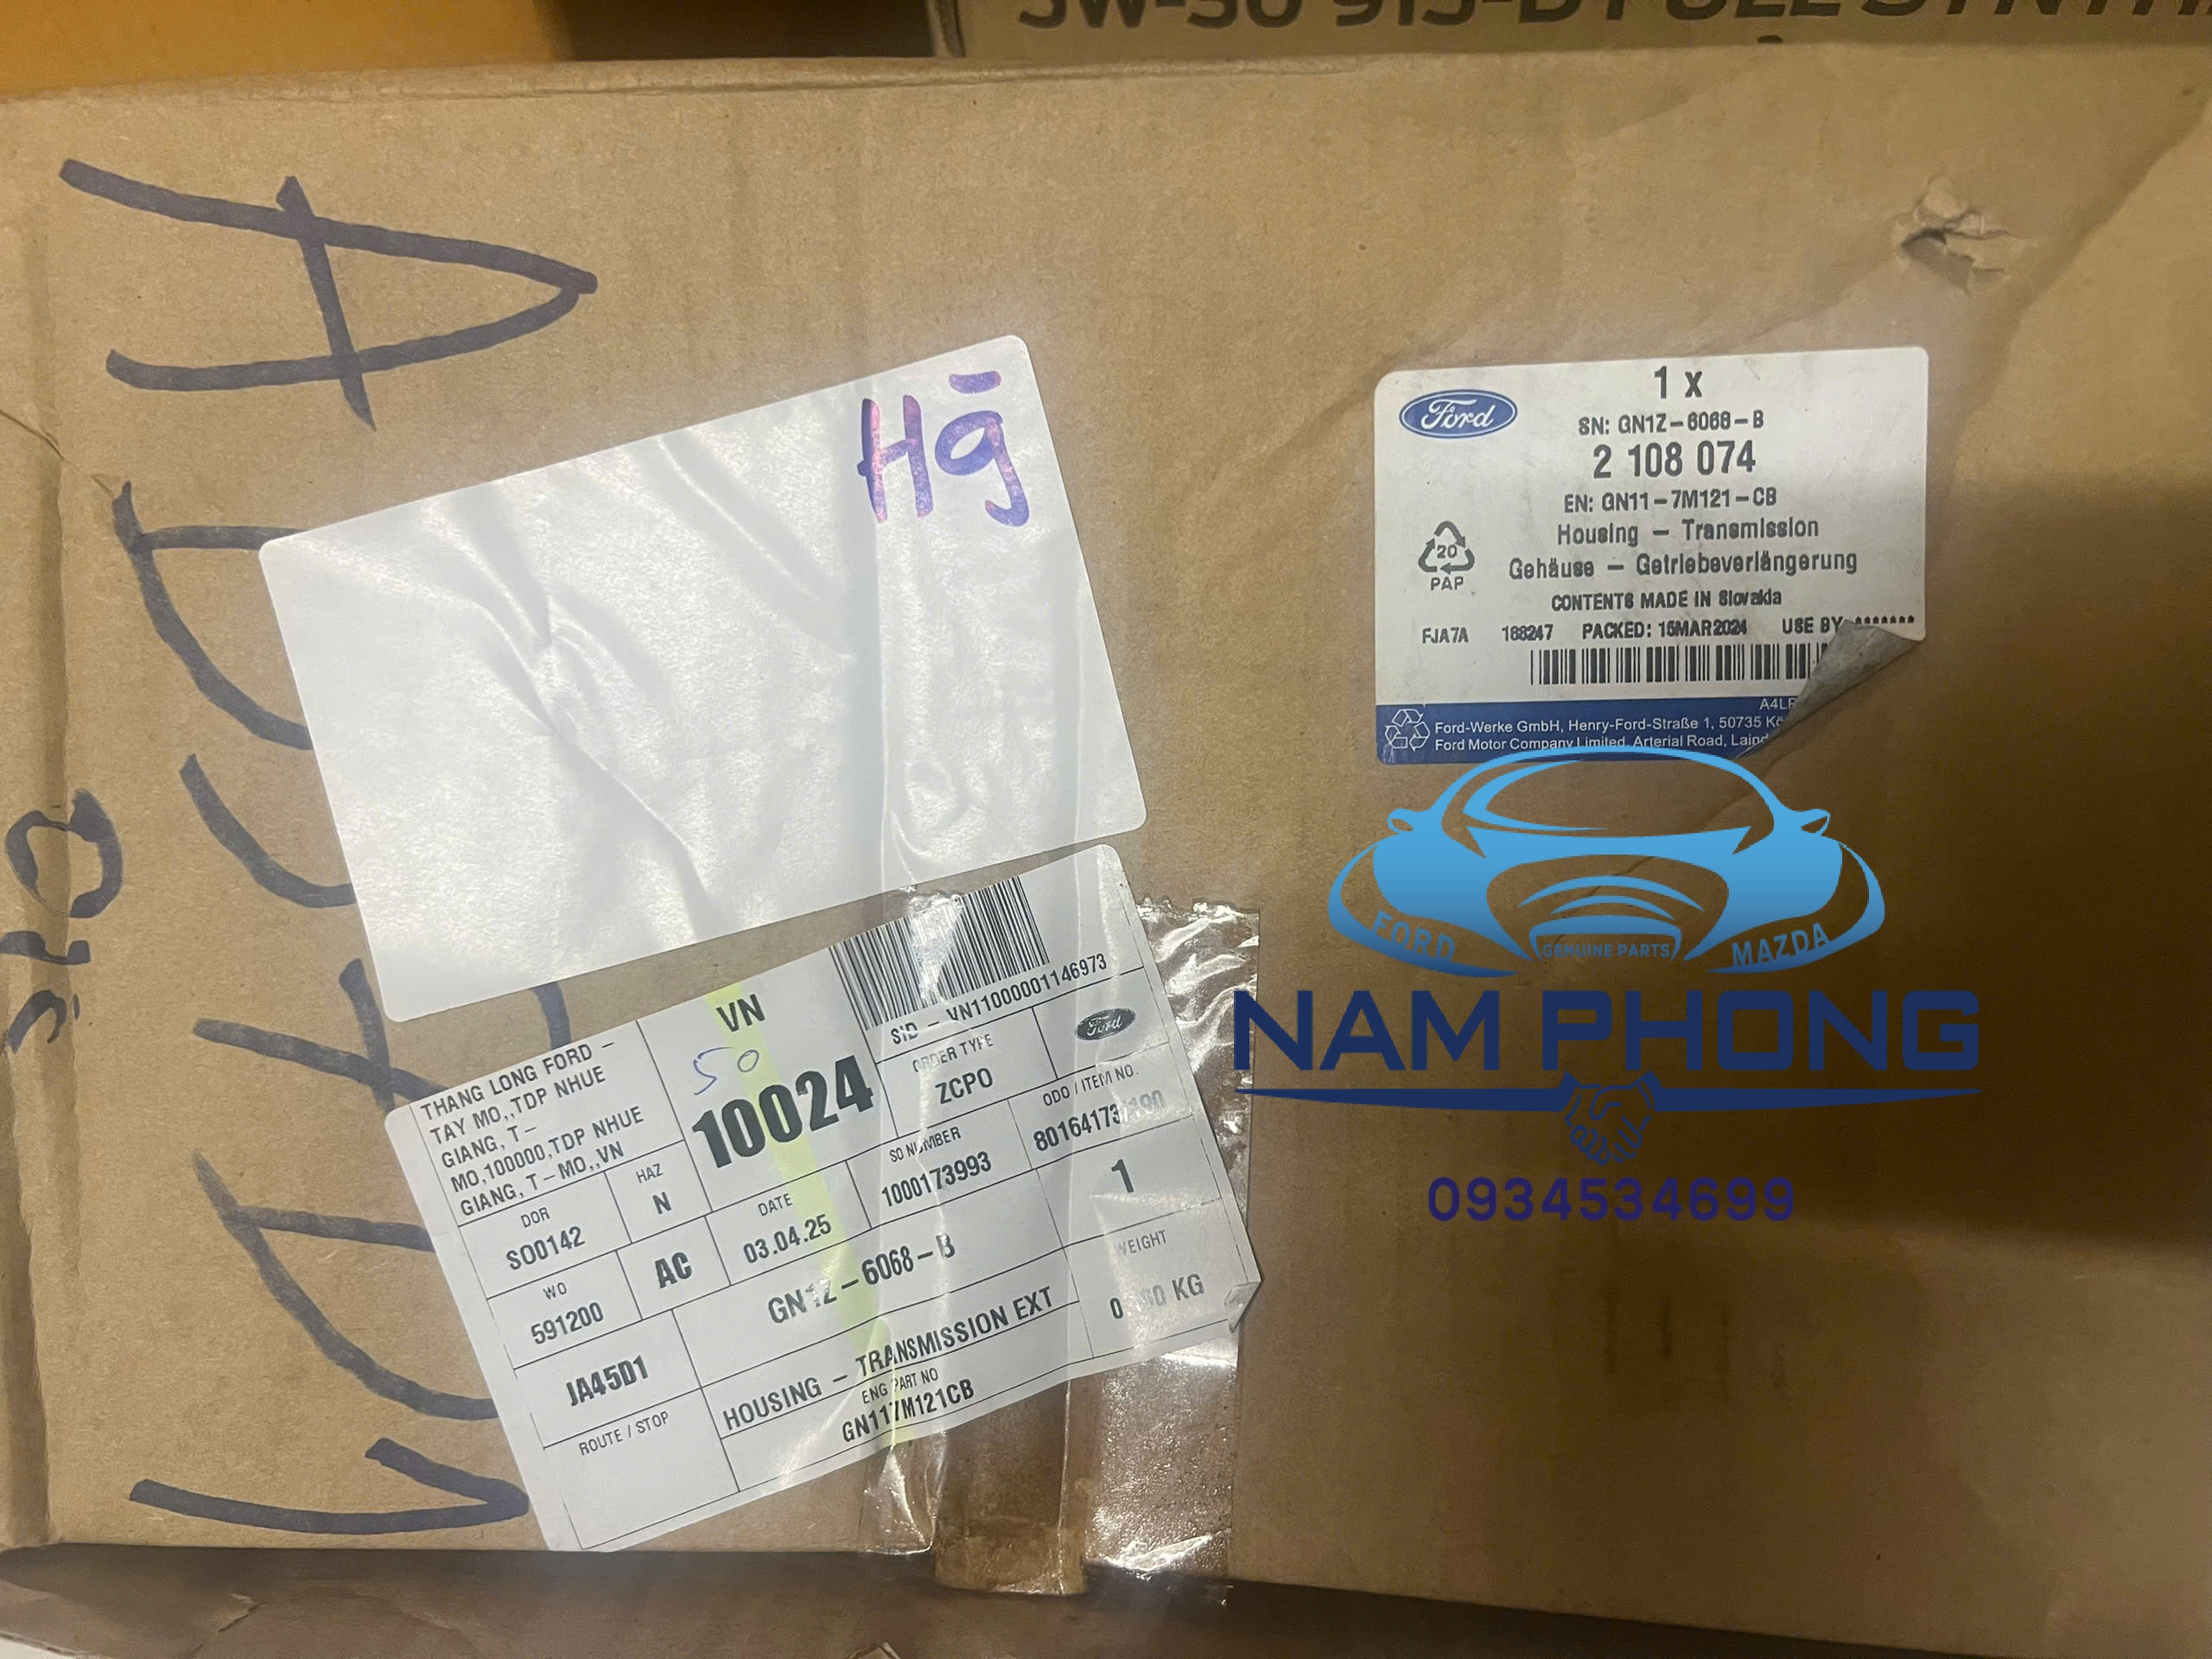 Hg
Ford
1 x
SN: GN1Z-6068-B
2 108 074
EN: GN11-7M121-CB
Housing - Transmission
Gehäuse - Getriebeverlängerung
CONTENTS MADE IN Slovakia
FJA7A 188247 PACKED: 15MAR2024 USE BY *******
20
PAP
Ford-Werke GmbH, Henry-Ford-Straße 1, 50735
Ford Motor Company Limited, Arterial Road,
FORD GENUINE PARTS MAZDA
NAM PHONG
0934534699
THANG LONG FORD -
TAY MO,,TDP NHUE
GIANG, T-
MO,100000,TDP NHUE
GIANG, T-MO,,VN
VN
50
10024
SID - VN11000001146973
ORDER TYPE
ZCPO
Ford
DOR
SO0142
HAZ
N
DATE
03.04.25
SO NUMBER
1000173993
ODO / ITEM NO.
WO
591200
AC
GN1Z-6068-B
1
WEIGHT
KG
JA45D1
HOUSING - TRANSMISSION EXT
ROUTE / STOP
ENG PART NO
GN117M121CB